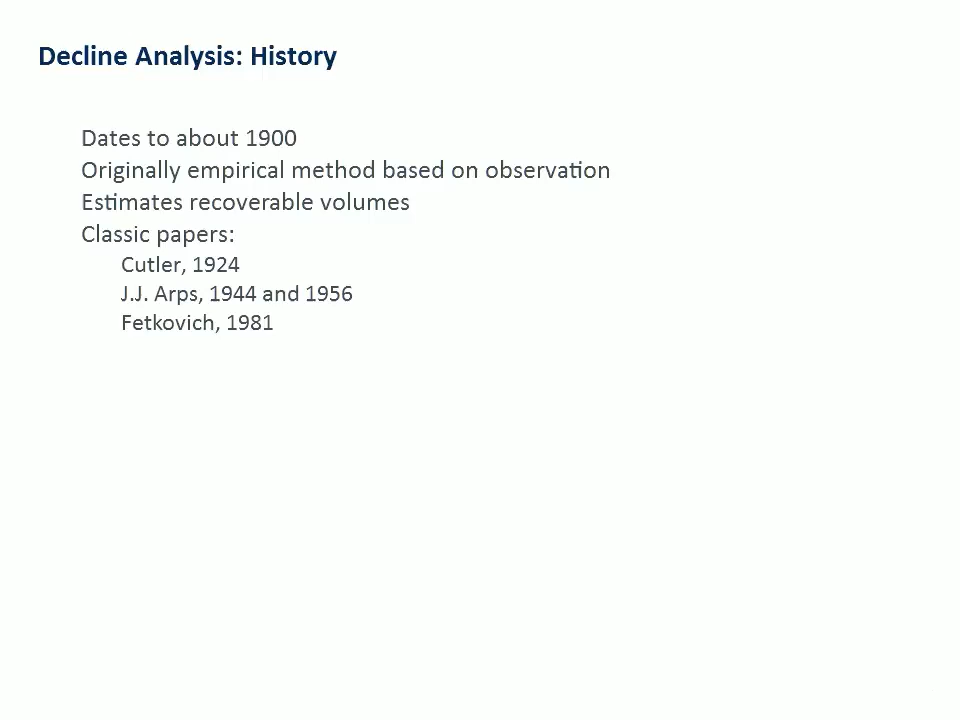 Decline Analysis: History
Dates to about 1900
Originally empirical method based on observation
Estimates recoverable volumes
Classic papers:
Cutler, 1924
J.J. Arps, 1944 and 1956
Fetkovich, 1981